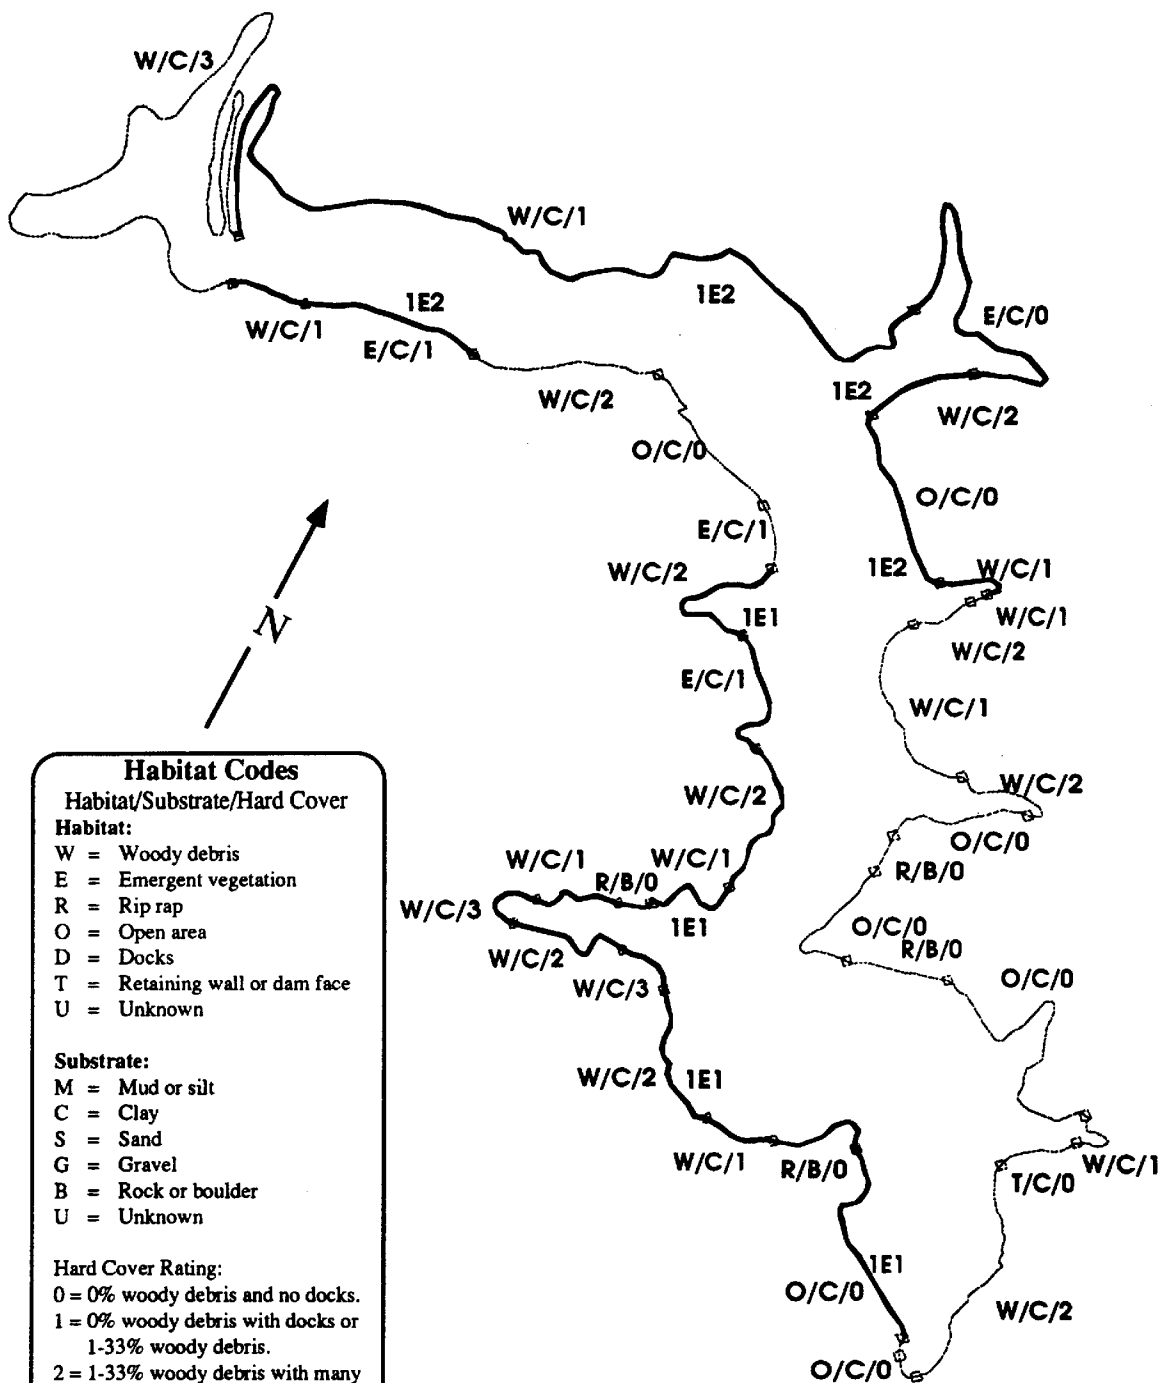 W/C/3
W/C/1
1E2
1E2
W/C/1
E/C/1
E/C/0
W/C/2
1E2
W/C/2
O/C/0
O/C/0
E/C/1
W/C/2
1E2
W/C/1
W/C/1
1E1
W/C/2
E/C/1
W/C/1
N
W/C/2
W/C/2
O/C/0
W/C/1
R/B/0
W/C/1
R/B/0
W/C/3
1E1
O/C/0
R/B/0
W/C/2
W/C/3
O/C/0
W/C/2
1E1
W/C/1
R/B/0
T/C/0
W/C/1
1E1
O/C/0
W/C/2
O/C/0
Habitat Codes
Habitat/Substrate/Hard Cover
Habitat:
W = Woody debris
E = Emergent vegetation
R = Rip rap
O = Open area
D = Docks
T = Retaining wall or dam face
U = Unknown
Substrate:
M = Mud or silt
C = Clay
S = Sand
G = Gravel
B = Rock or boulder
U = Unknown
Hard Cover Rating:
0 = 0% woody debris and no docks.
1 = 0% woody debris with docks or
1-33% woody debris.
2 = 1-33% woody debris with many